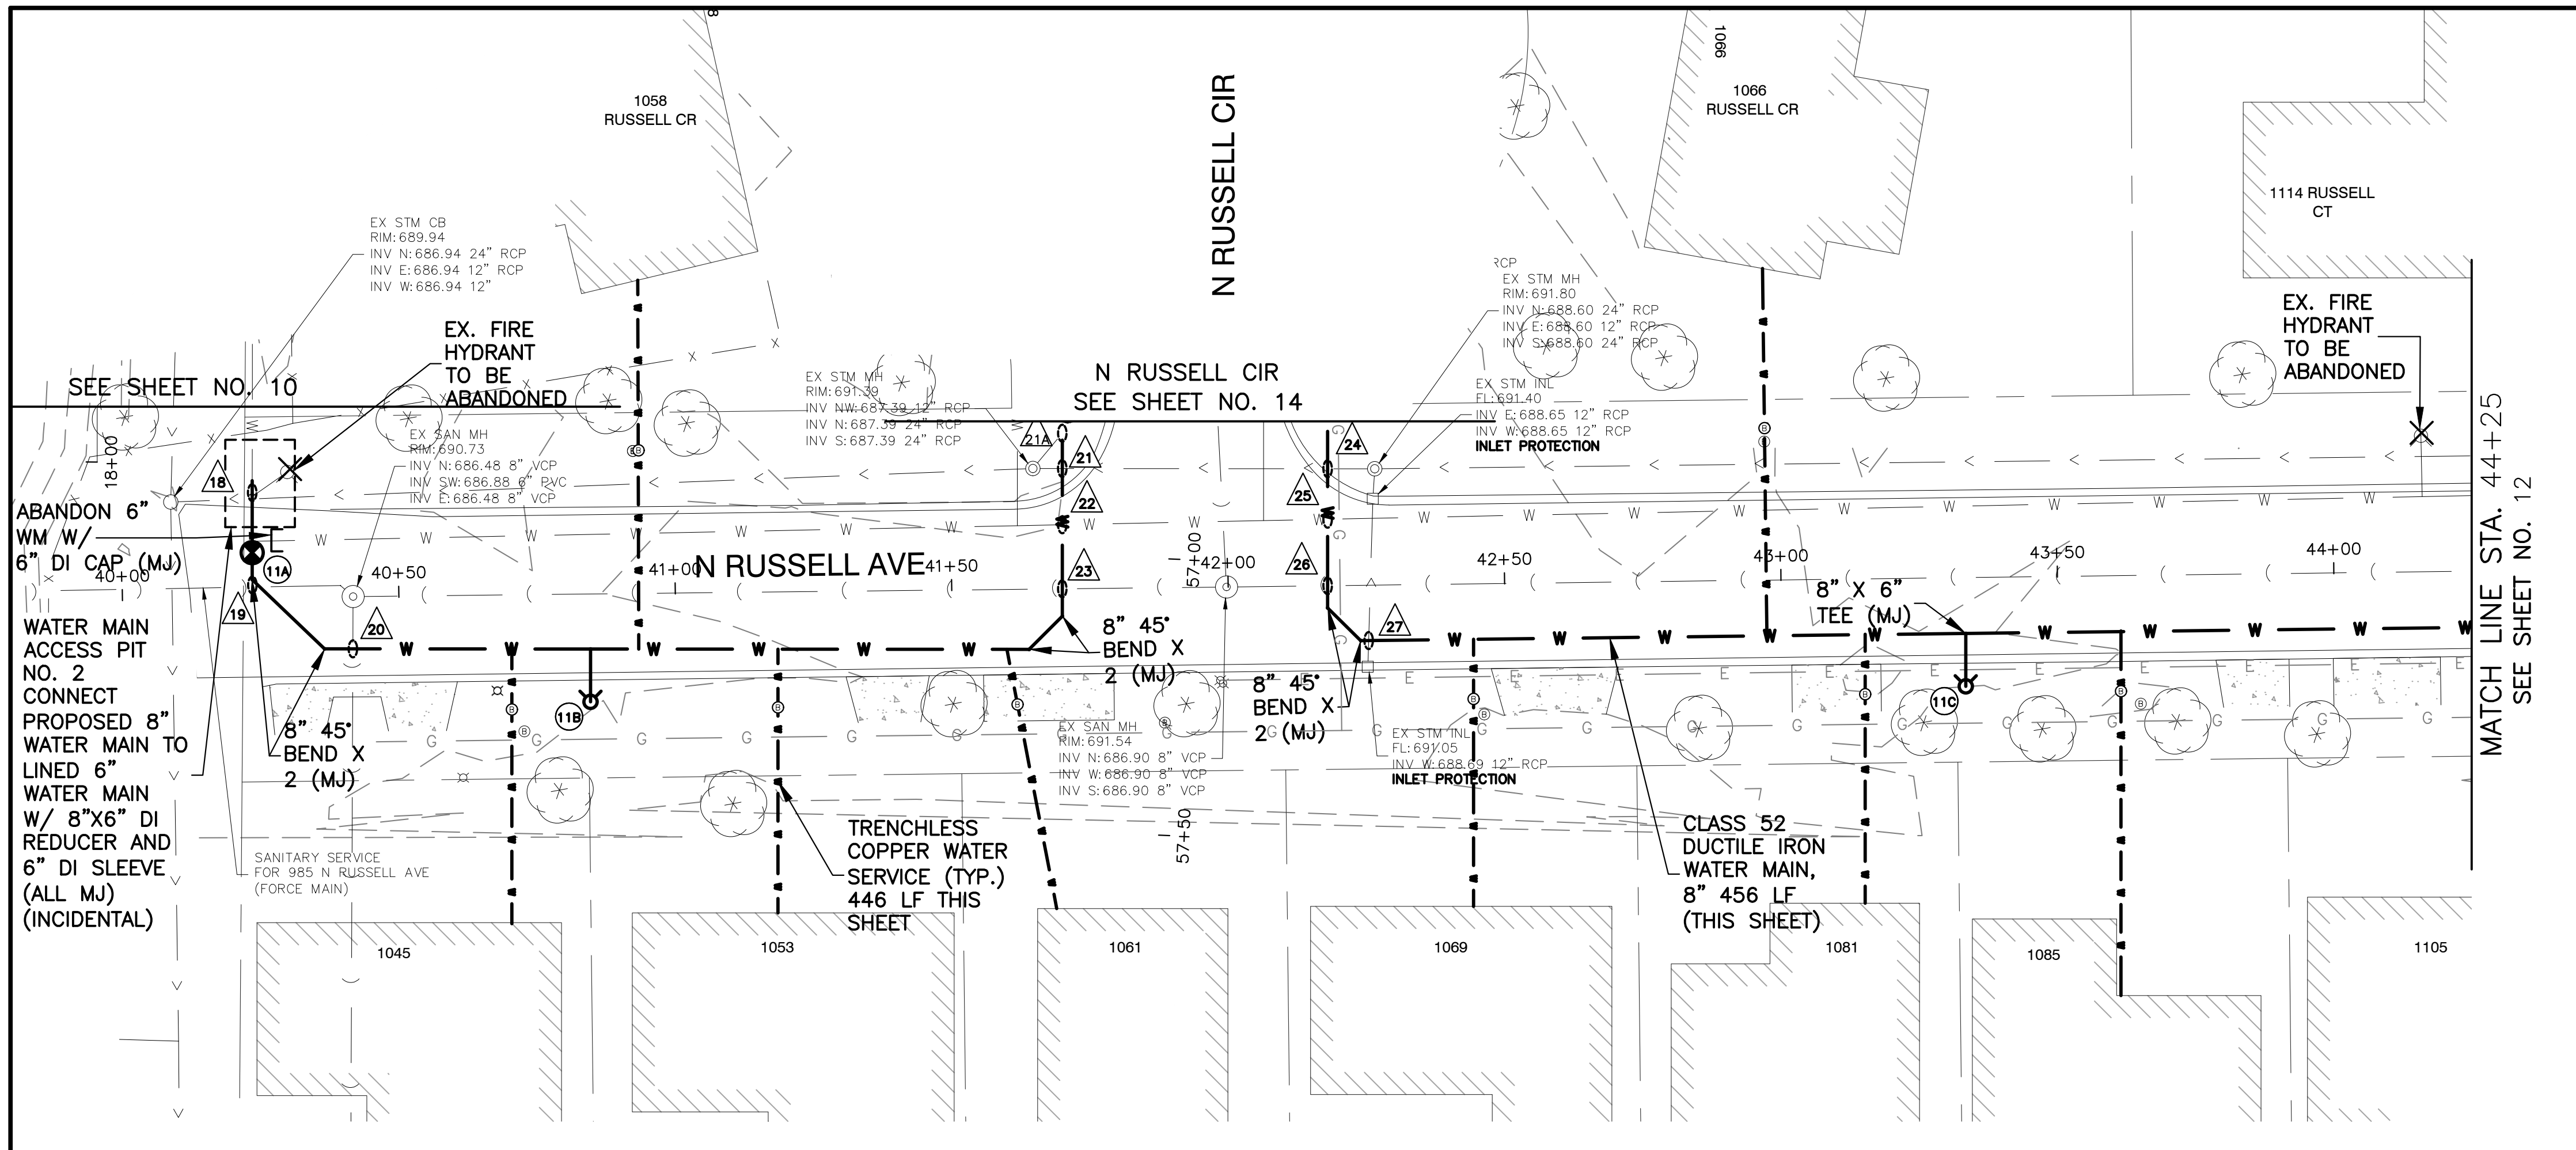 1058
RUSSELL CR
N RUSSELL CIR
1066
1066
RUSSELL CR
1114 RUSSELL
CT
EX STM CB
RIM:689.94
INV N:686.94 24" RCP
INV E:686.94 12" RCP
INV W:686.94 12"
EX. FIRE
HYDRANT
TO BE
ABANDONED
SEE SHEET NO. 10
EX SAN MH
RIM:690.73
INV N:686.48 8" VCP
INV SW:686.88 6" PVC
INV E:686.48 8" VCP
EX STM MH
RIM:691.39
INV NW:687.39 12" RCP
INV N:687.39 24" RCP
INV S:687.39 24" RCP
N RUSSELL CIR
SEE SHEET NO. 14
RCP
EX STM MH
RIM:691.80
INV N:688.60 24" RCP
INV E:688.60 12" RCP
INV S:688.60 24" RCP
EX STM INL
FL:691.40
INV E:688.65 12" RCP
INV W:688.65 12" RCP
INLET PROTECTION
EX. FIRE
HYDRANT
TO BE
ABANDONED
MATCH LINE STA. 44+25
SEE SHEET NO. 12
18+00
18
21A
21
22
24
25
ABANDON 6"
WM W/
6" DI CAP (MJ)
11A
19
20
23
26
27
N RUSSELL AVE
40+00
40+50
41+00
41+50
42+00
42+50
43+00
43+50
44+00
57+00
57+50
8" X 6"
TEE (MJ)
WATER MAIN
ACCESS PIT
NO. 2
CONNECT
PROPOSED 8"
WATER MAIN TO
LINED 6"
WATER MAIN
W/ 8"X6" DI
REDUCER AND
6" DI SLEEVE
(ALL MJ)
(INCIDENTAL)
8" 45°
BEND X
2 (MJ)
11B
8" 45°
BEND X
2 (MJ)
8" 45°
BEND X
2 (MJ)
11C
EX SAN MH
RIM:691.54
INV N:686.90 8" VCP
INV W:686.90 8" VCP
INV S:686.90 8" VCP
EX STM INL
FL:691.05
INV W:688.69 12" RCP
INLET PROTECTION
SANITARY SERVICE
FOR 985 N RUSSELL AVE
(FORCE MAIN)
TRENCHLESS
COPPER WATER
SERVICE (TYP.)
446 LF THIS
SHEET
CLASS 52
DUCTILE IRON
WATER MAIN,
8" 456 LF
(THIS SHEET)
1045
1053
1061
1069
1081
1085
1105